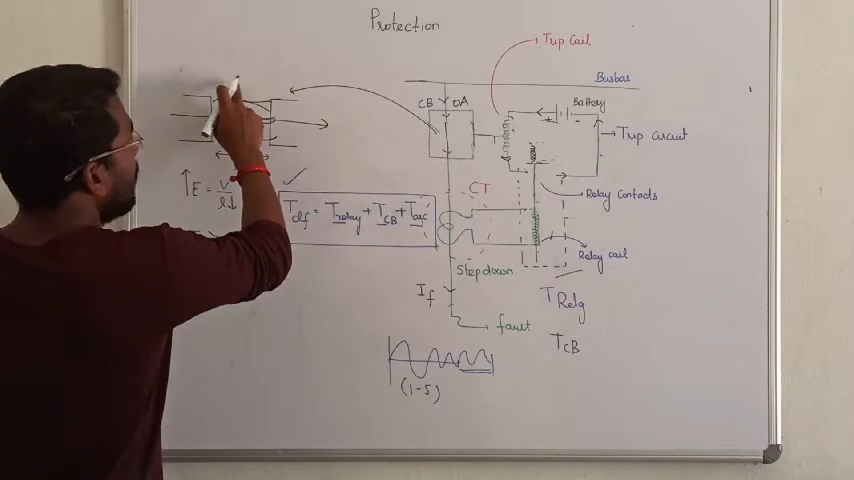 Protection
Trip Coil
Busbar
CB
OA
Battery
+ -
Trip circuit
Relay Contacts
CT
↑E = V/l↓
Tclf = Trelay + TCB + Tarc
Relay coil
Step down
If
TRelg
fault
TCB
(1-5)